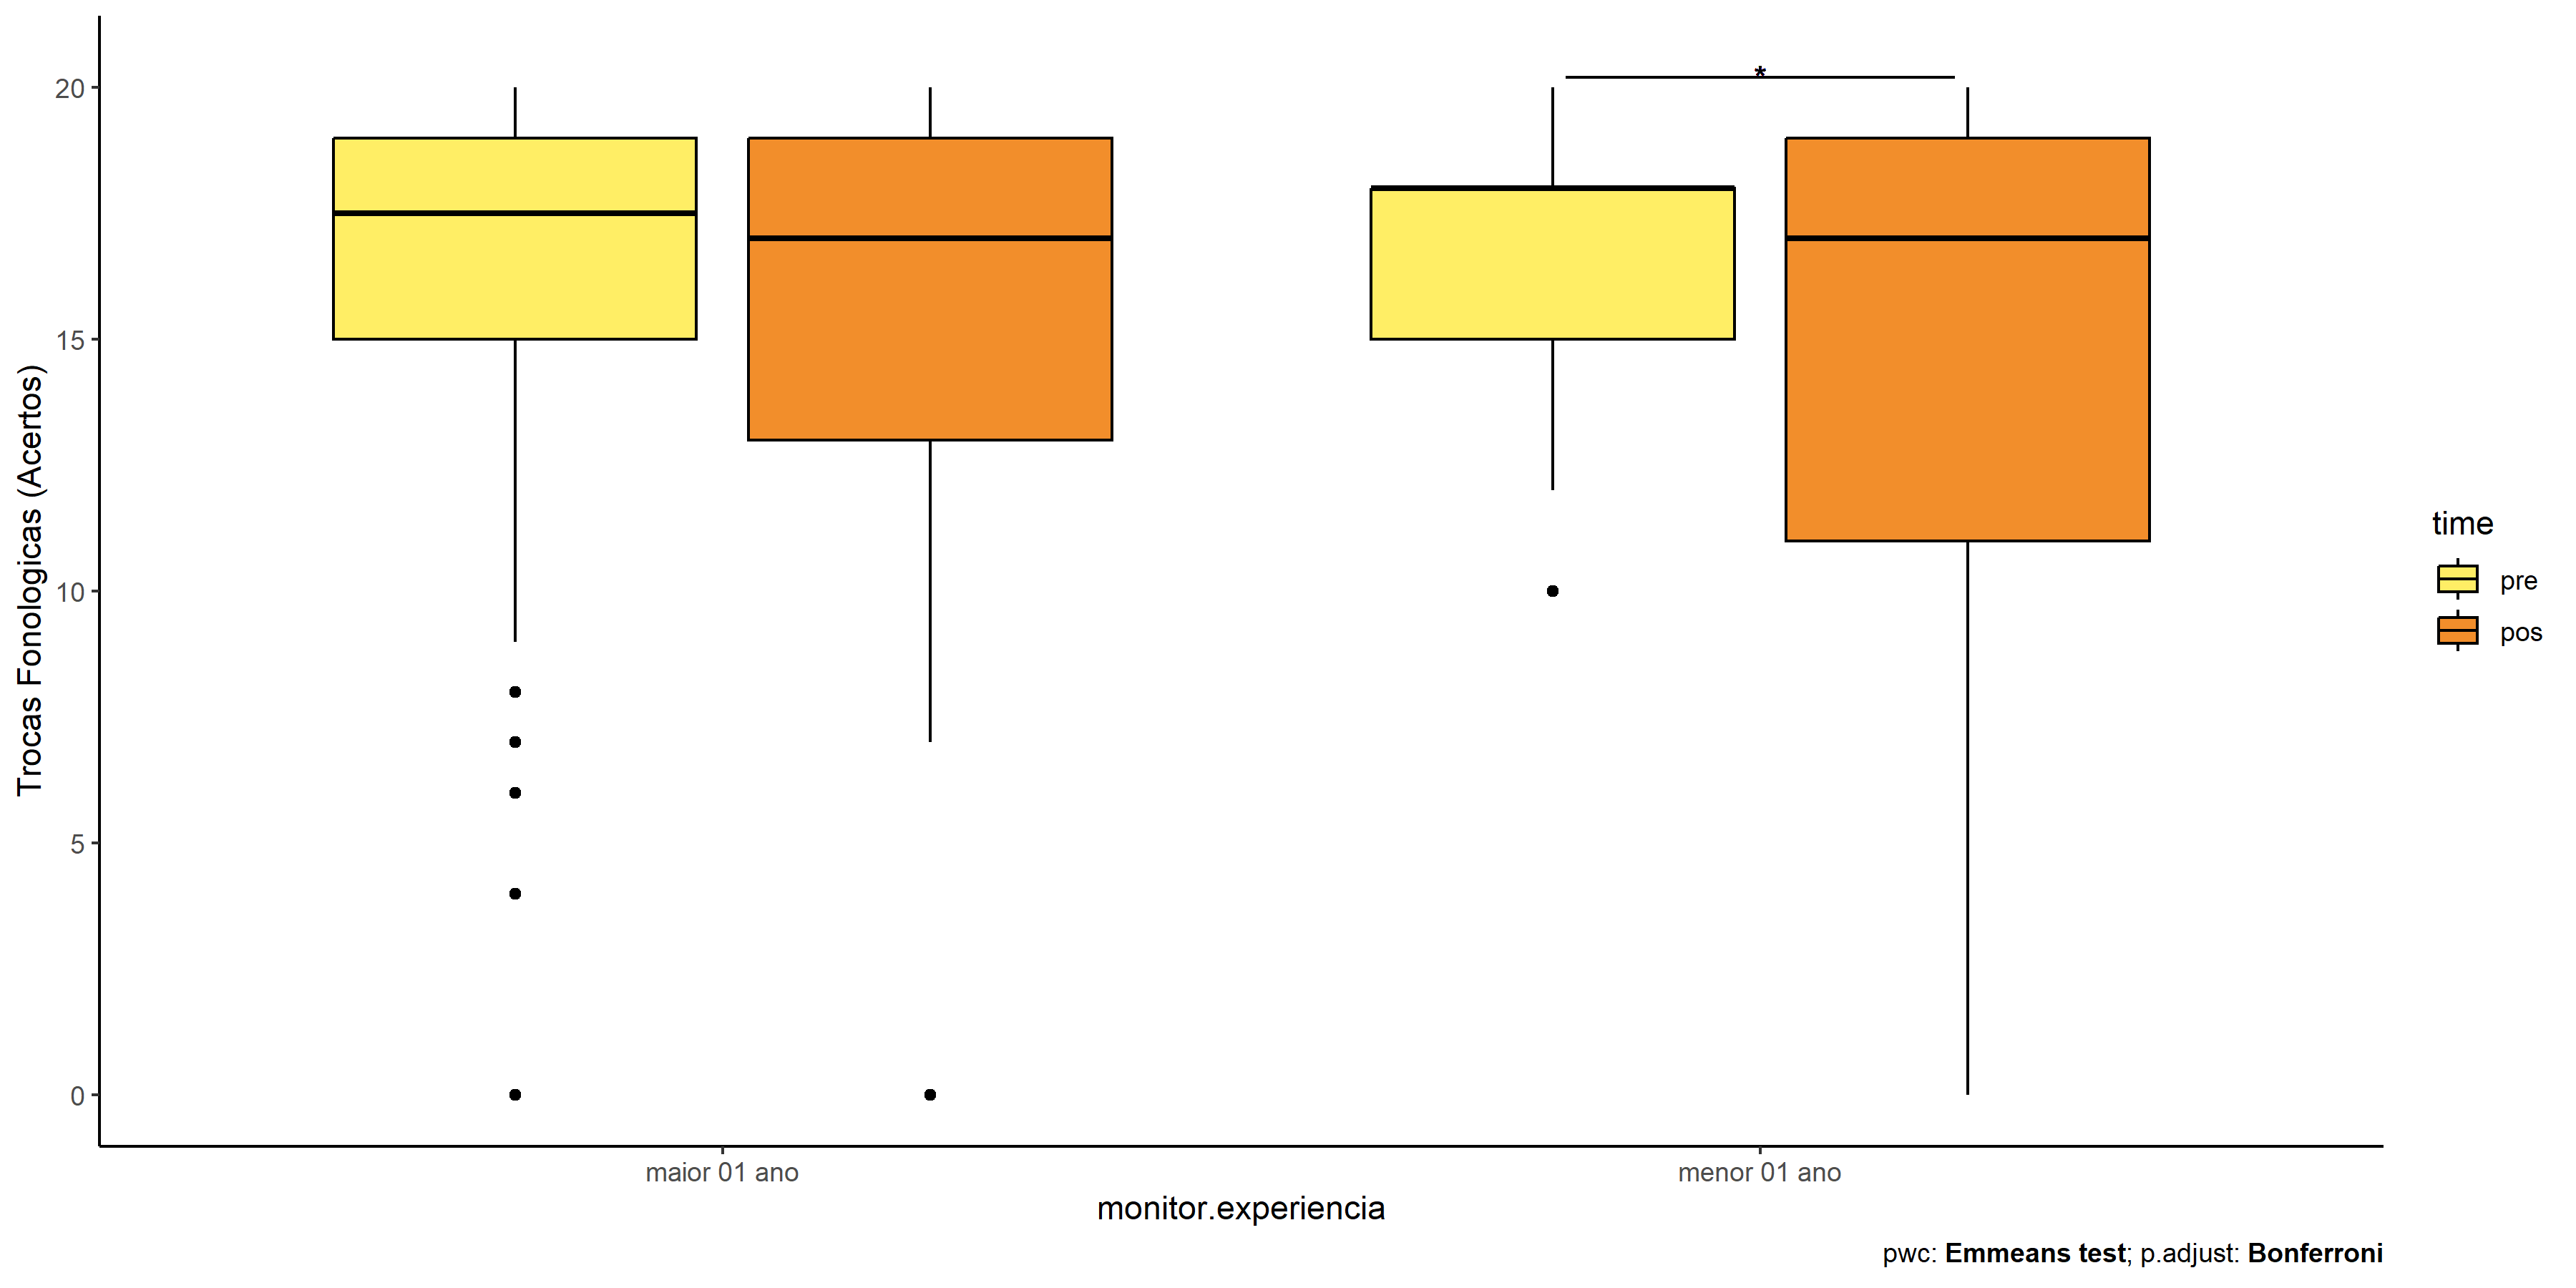 Trocas Fonologicas (Acertos)
20
15
10
5
0
*
maior 01 ano
menor 01 ano
monitor.experiencia
time
pre
pos
pwc: Emmeans test; p.adjust: Bonferroni